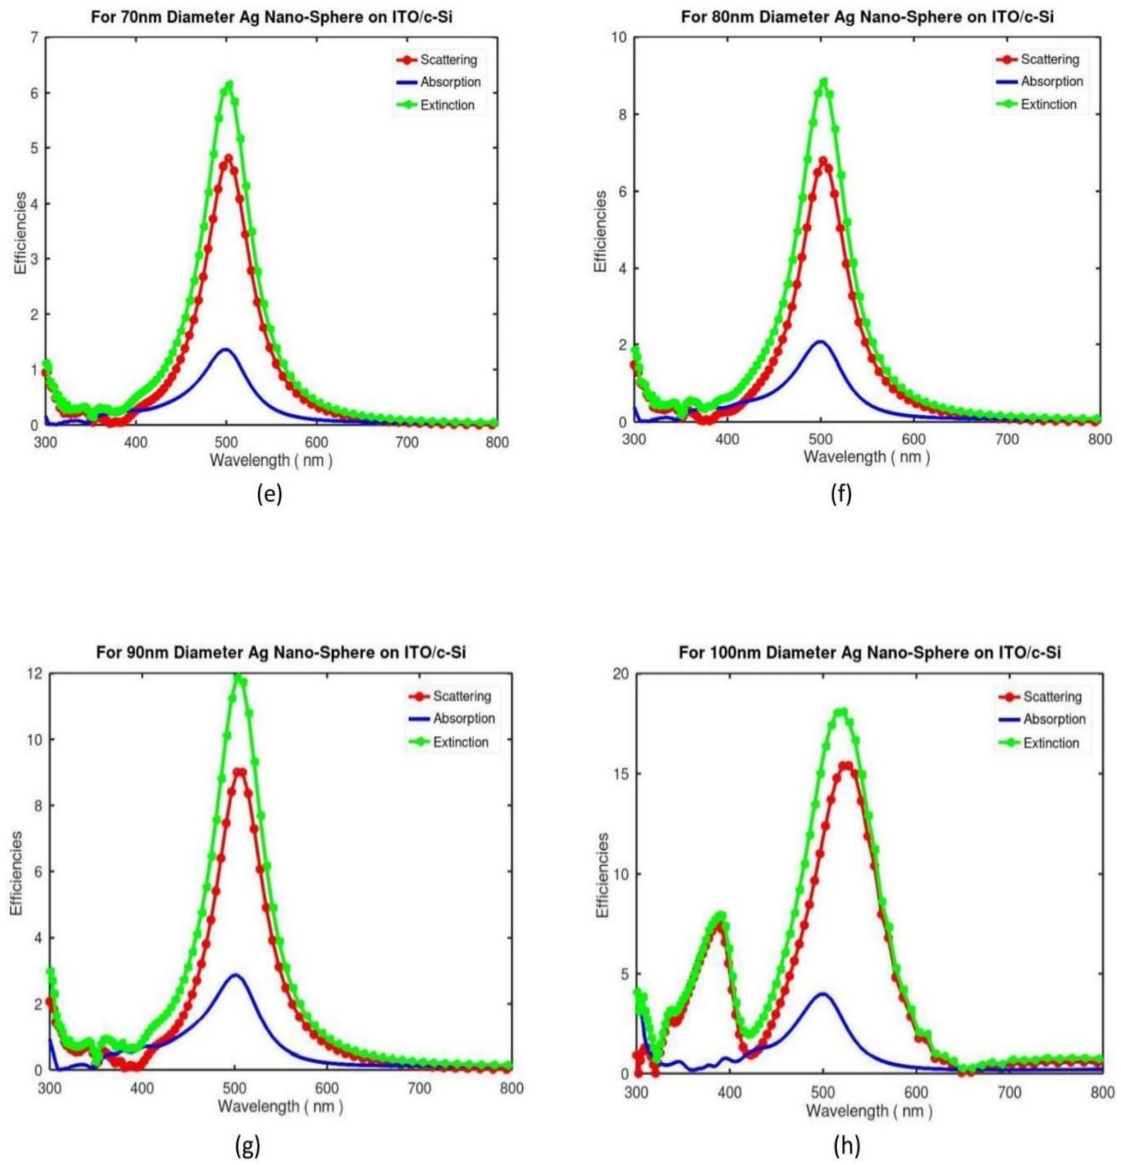 For 70nm Diameter Ag Nano-Sphere on ITO/c-Si
7
6
5
4
3
2
1
0
Efficiencies
Scattering
Absorption
Extinction
300 400 500 600 700 800
Wavelength ( nm )
(e)
For 80nm Diameter Ag Nano-Sphere on ITO/c-Si
10
8
6
4
2
0
Efficiencies
Scattering
Absorption
Extinction
300 400 500 600 700 800
Wavelength ( nm )
(f)
For 90nm Diameter Ag Nano-Sphere on ITO/c-Si
12
10
8
6
4
2
0
Efficiencies
Scattering
Absorption
Extinction
300 400 500 600 700 800
Wavelength ( nm )
(g)
For 100nm Diameter Ag Nano-Sphere on ITO/c-Si
20
15
10
5
0
Efficiencies
Scattering
Absorption
Extinction
300 400 500 600 700 800
Wavelength ( nm )
(h)